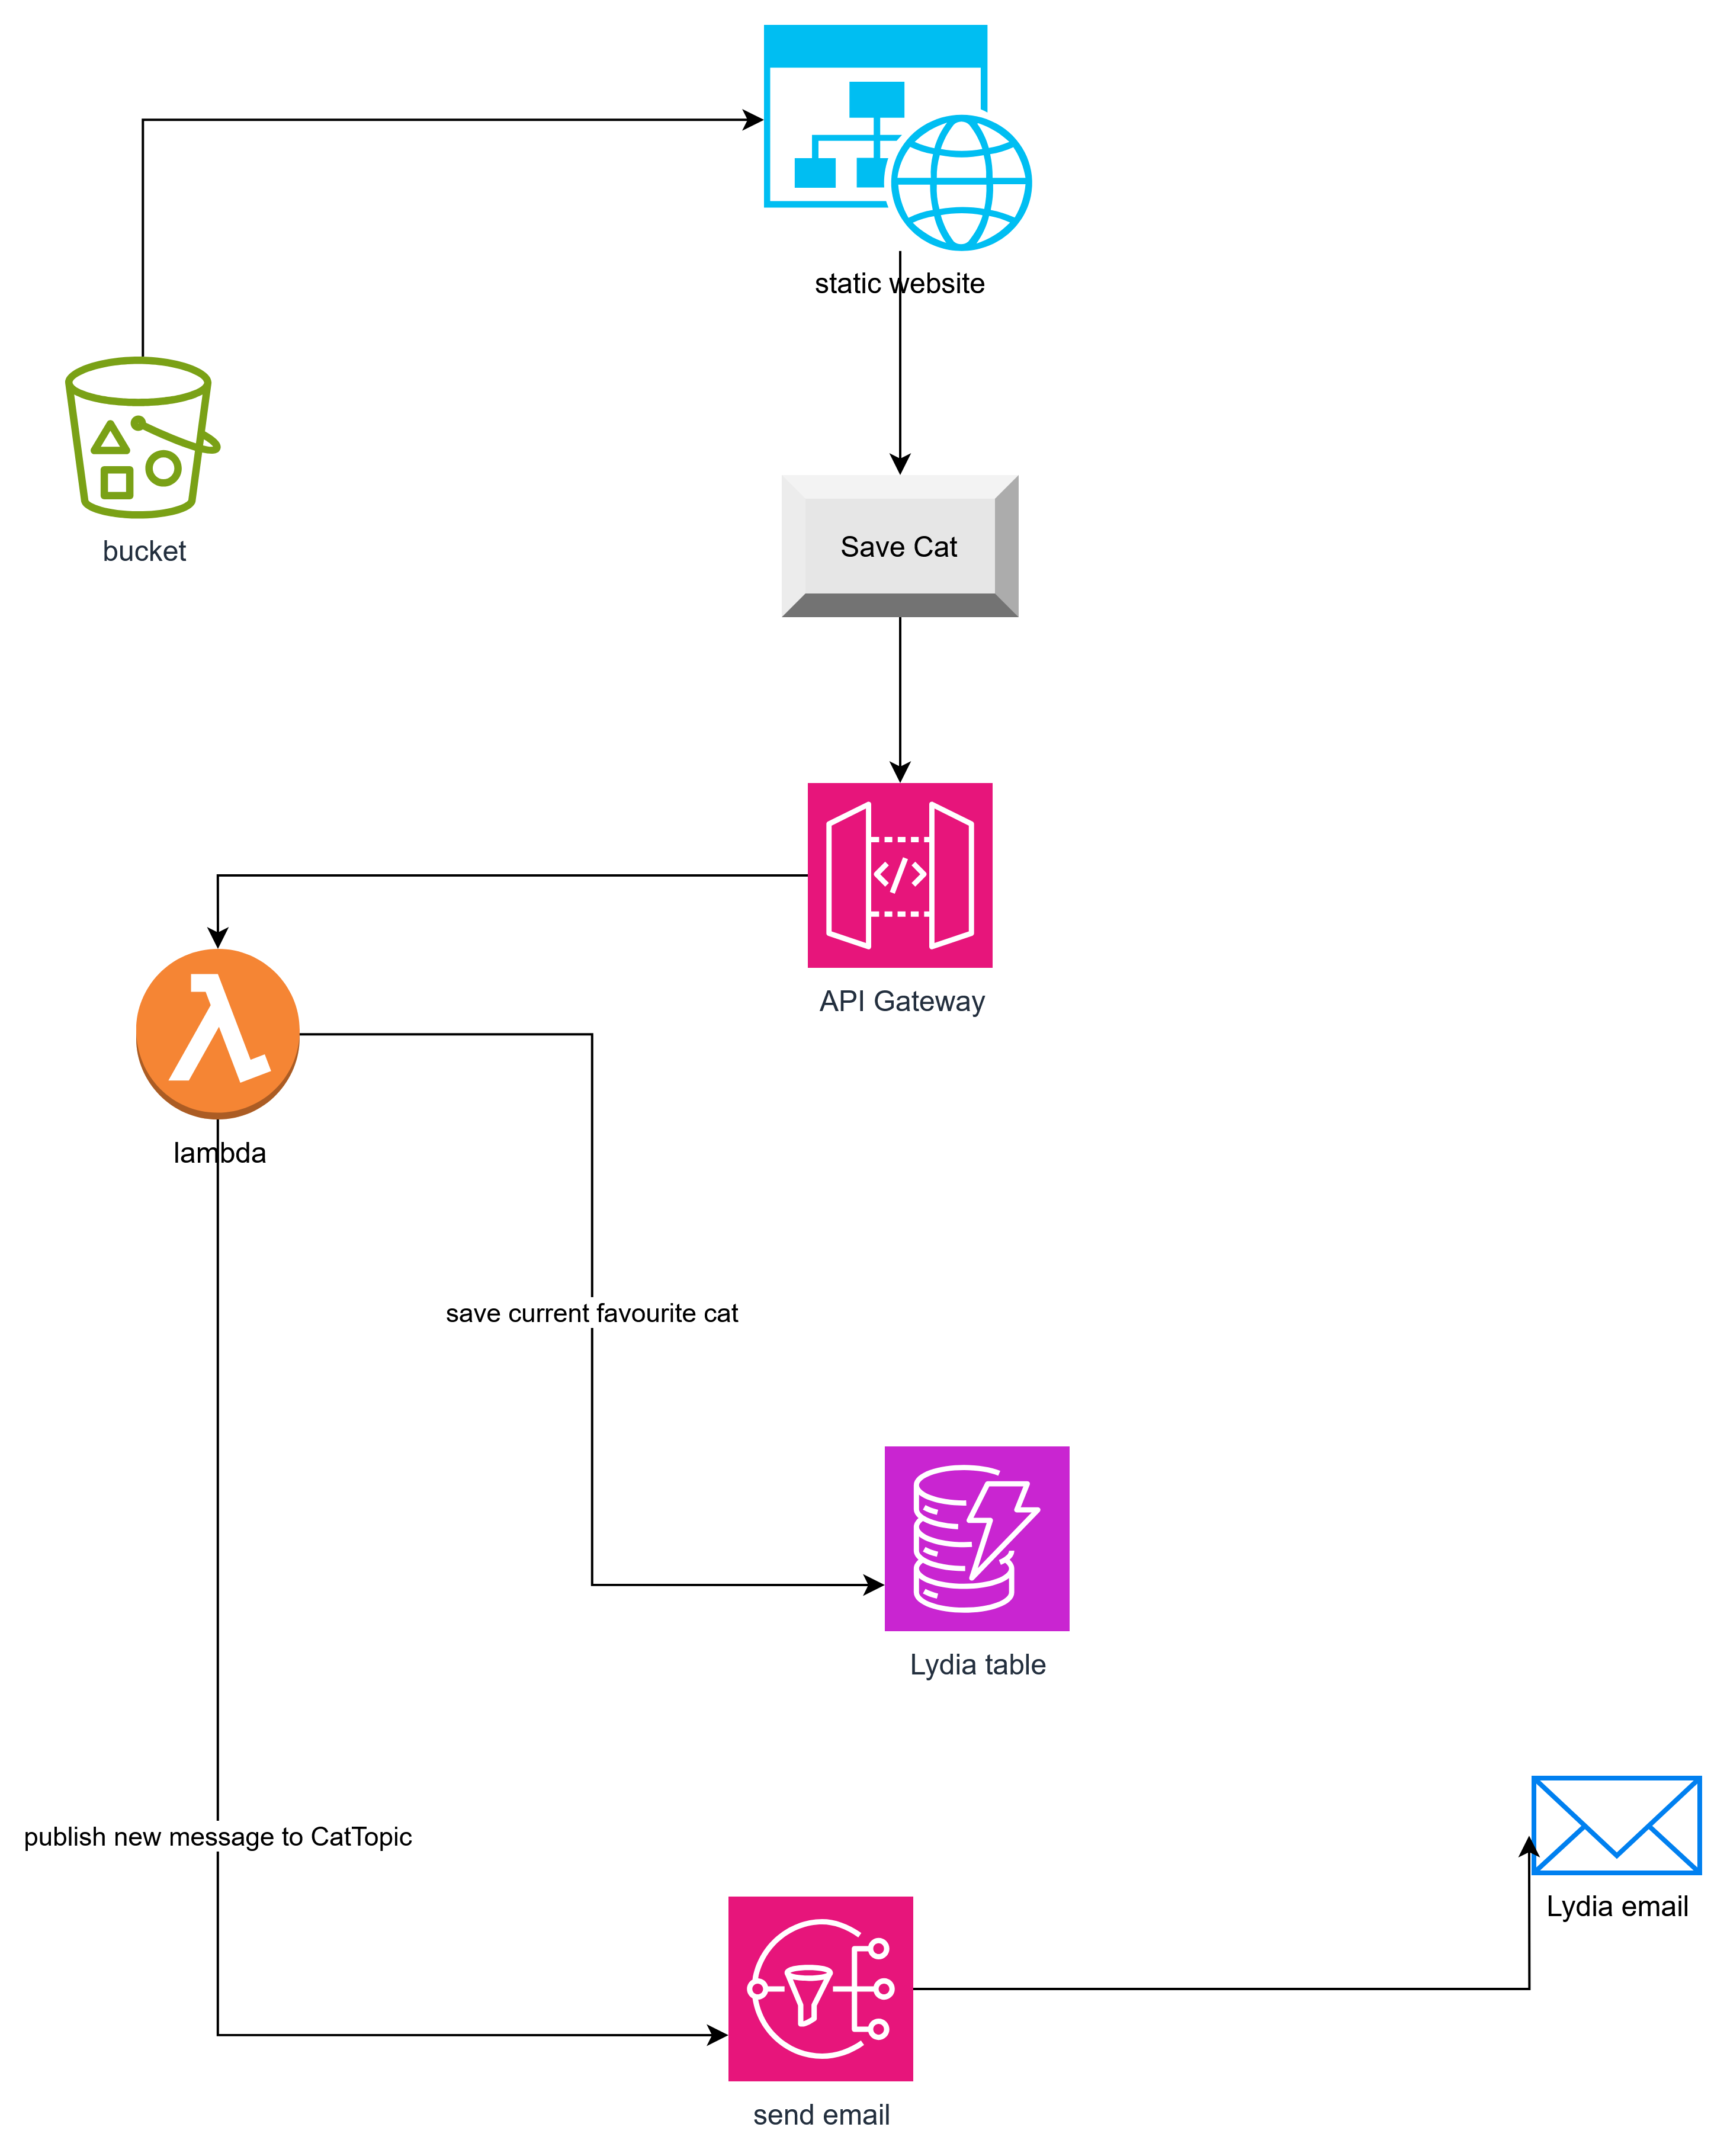 static website
bucket
Save Cat
API Gateway
lambda
save current favourite cat
Lydia table
publish new message to CatTopic
Lydia email
send email